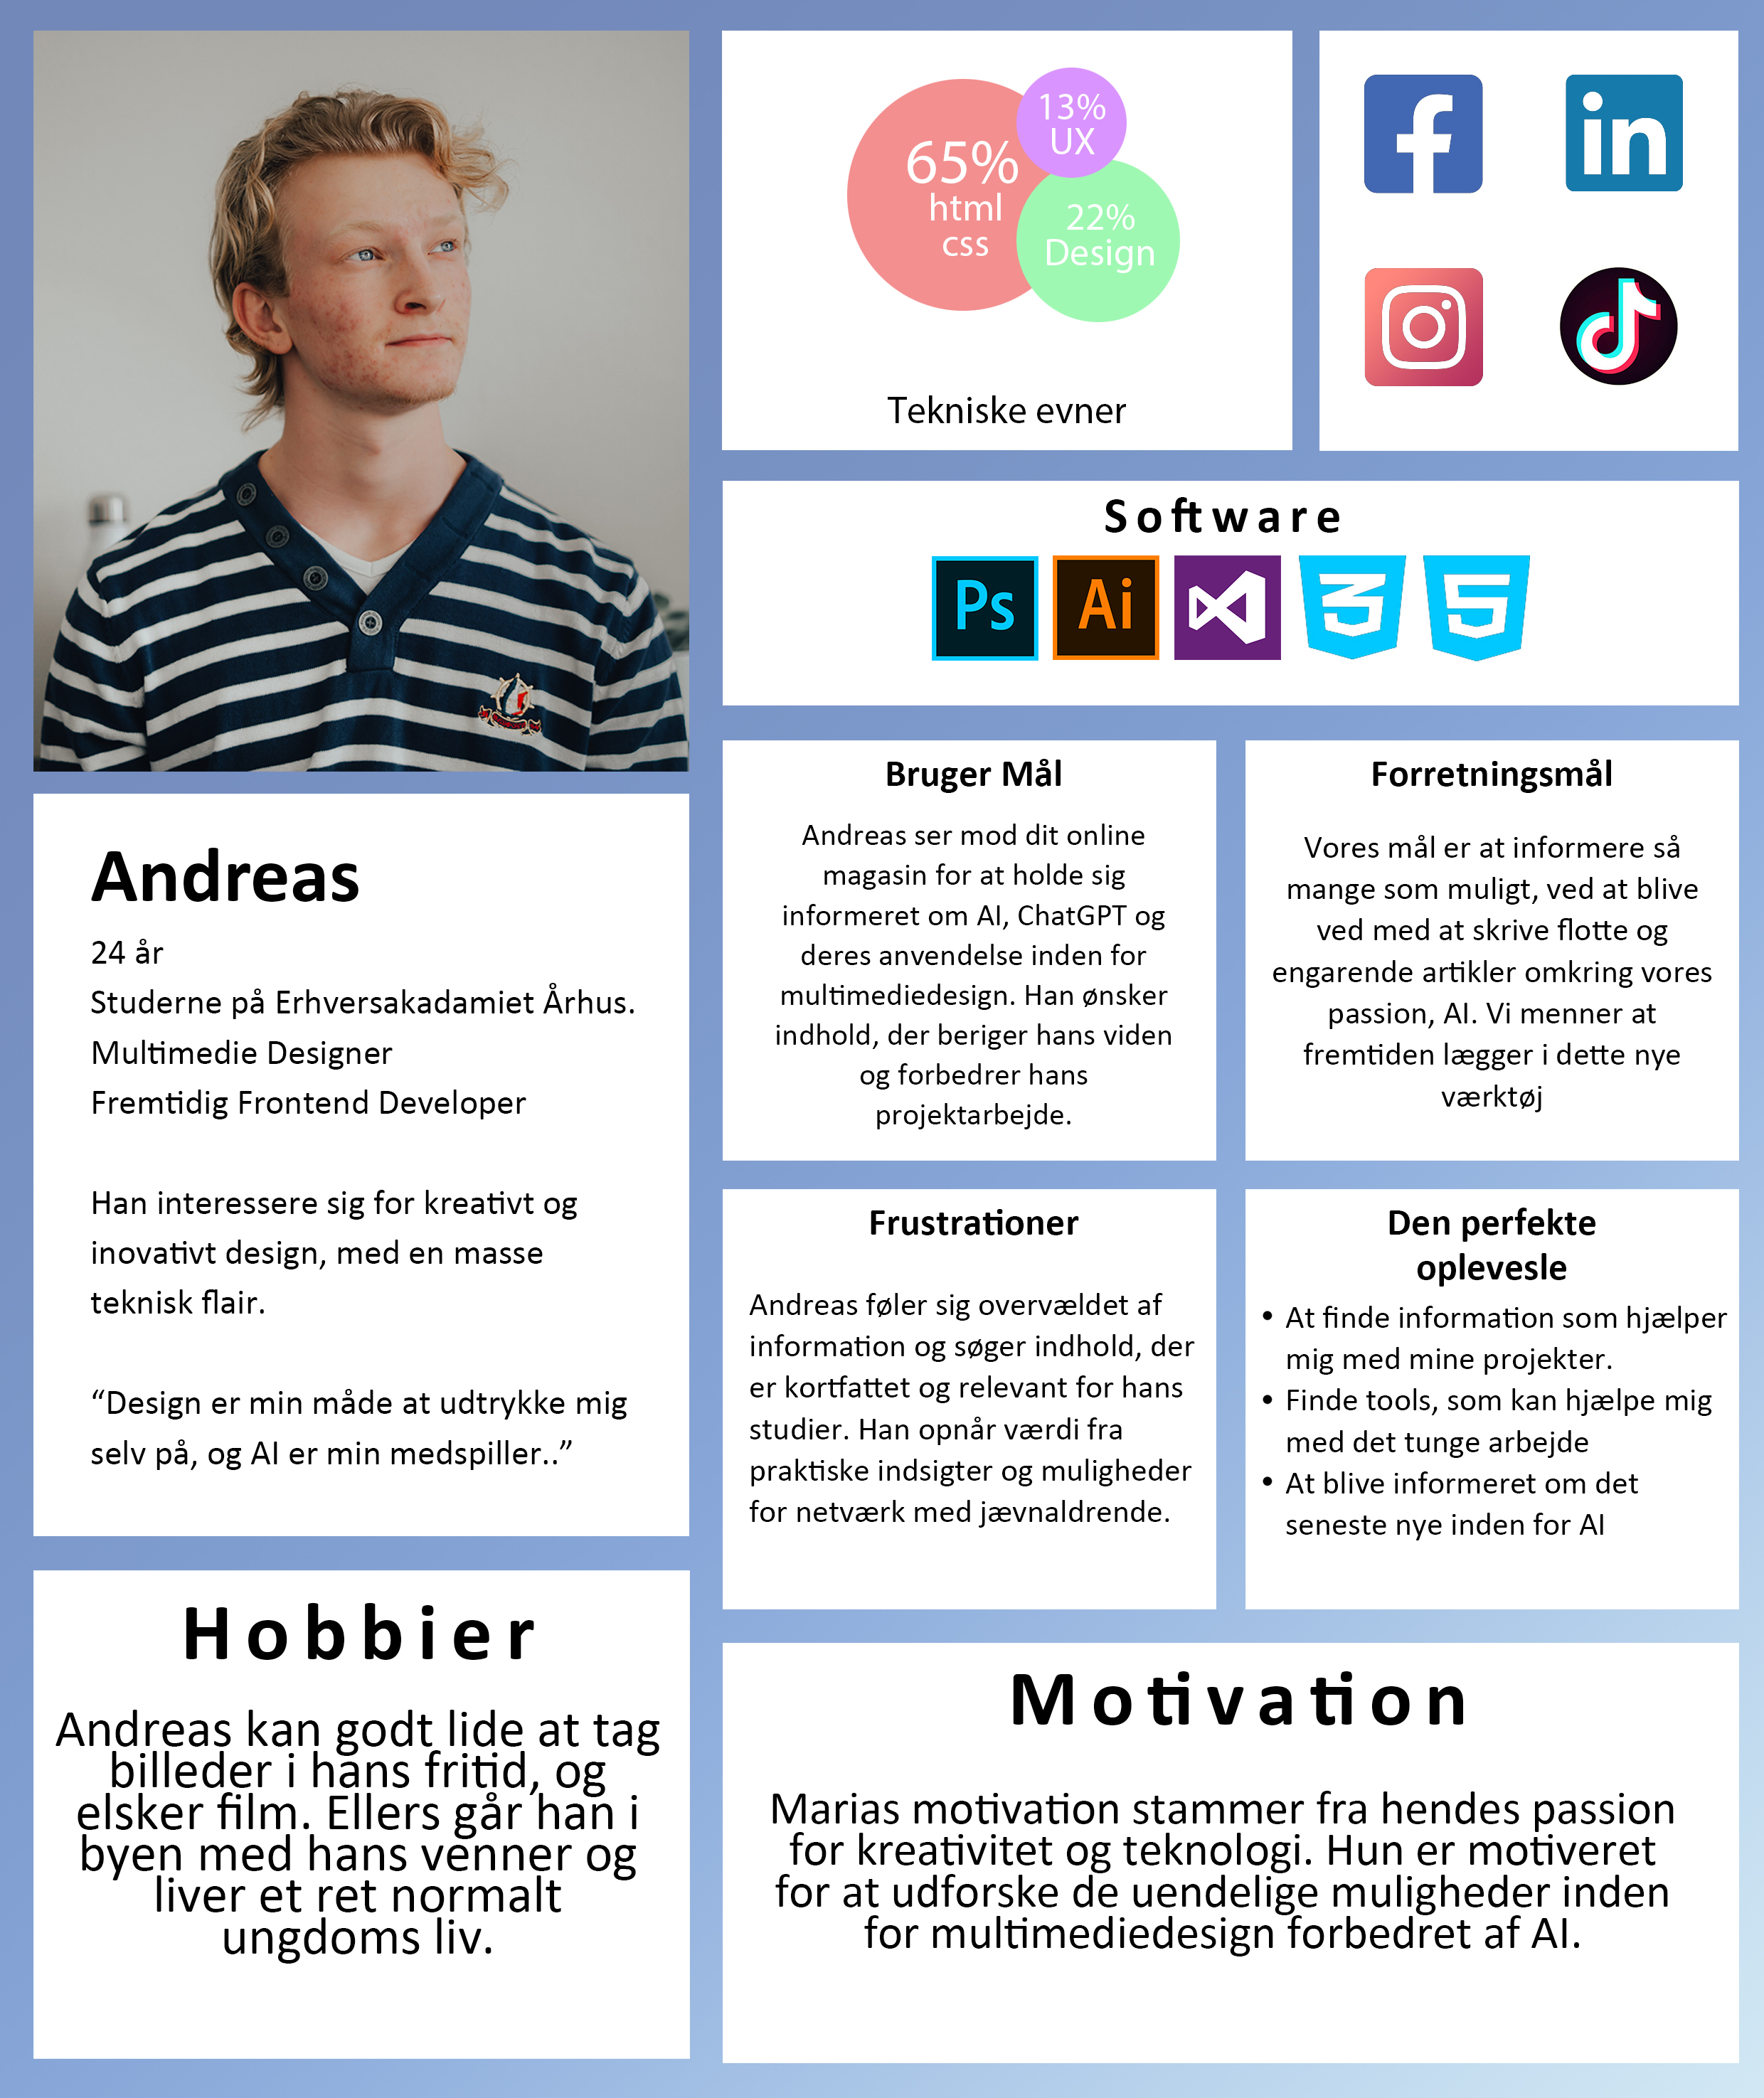 65%
html
css
13%
UX
22%
Design
Tekniske evner
f
in
Software
Ps
Ai
3
5
Andreas
24 år
Studerne på Erhversakadamiet Århus.
Multimedie Designer
Fremtidig Frontend Developer
Han interessere sig for kreativt og
inovativt design, med en masse
teknisk flair.
“Design er min måde at udtrykke mig
selv på, og AI er min medspiller..”
Hobbier
Andreas kan godt lide at tag
billeder i hans fritid, og
elsker film. Ellers går han i
byen med hans venner og
liver et ret normalt
ungdoms liv.
Bruger Mål
Andreas ser mod dit online
magasin for at holde sig
informeret om AI, ChatGPT og
deres anvendelse inden for
multimediedesign. Han ønsker
indhold, der beriger hans viden
og forbedrer hans
projektarbejde.
Forretningsmål
Vores mål er at informere så
mange som muligt, ved at blive
ved med at skrive flotte og
engarende artikler omkring vores
passion, AI. Vi menner at
fremtiden lægger i dette nye
værktøj
Frustrationer
Andreas føler sig overvældet af
information og søger indhold, der
er kortfattet og relevant for hans
studier. Han opnår værdi fra
praktiske indsigter og muligheder
for netværk med jævnaldrende.
Den perfekte
oplevesle
• At finde information som hjælper
mig med mine projekter.
• Finde tools, som kan hjælpe mig
med det tunge arbejde
• At blive informeret om det
seneste nye inden for AI
Motivation
Marias motivation stammer fra hendes passion
for kreativitet og teknologi. Hun er motiveret
for at udforske de uendelige muligheder inden
for multimediedesign forbedret af AI.